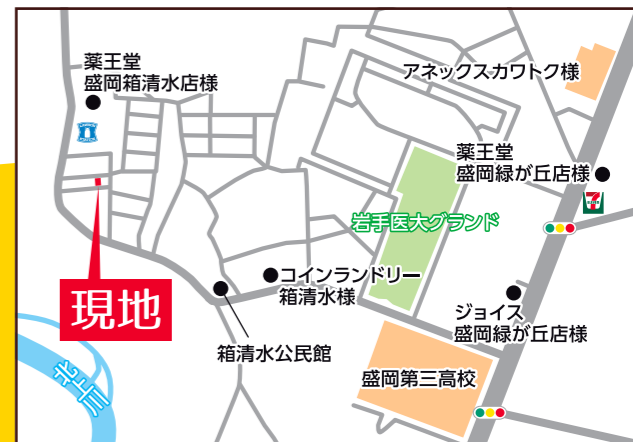 薬王堂
盛岡箱清水店様
アネックスカワトク様
薬王堂
盛岡緑が丘店様
岩手医大グランド
現地
コインランドリー
箱清水様
ジョイス
盛岡緑が丘店様
箱清水公民館
盛岡第三高校
北上川